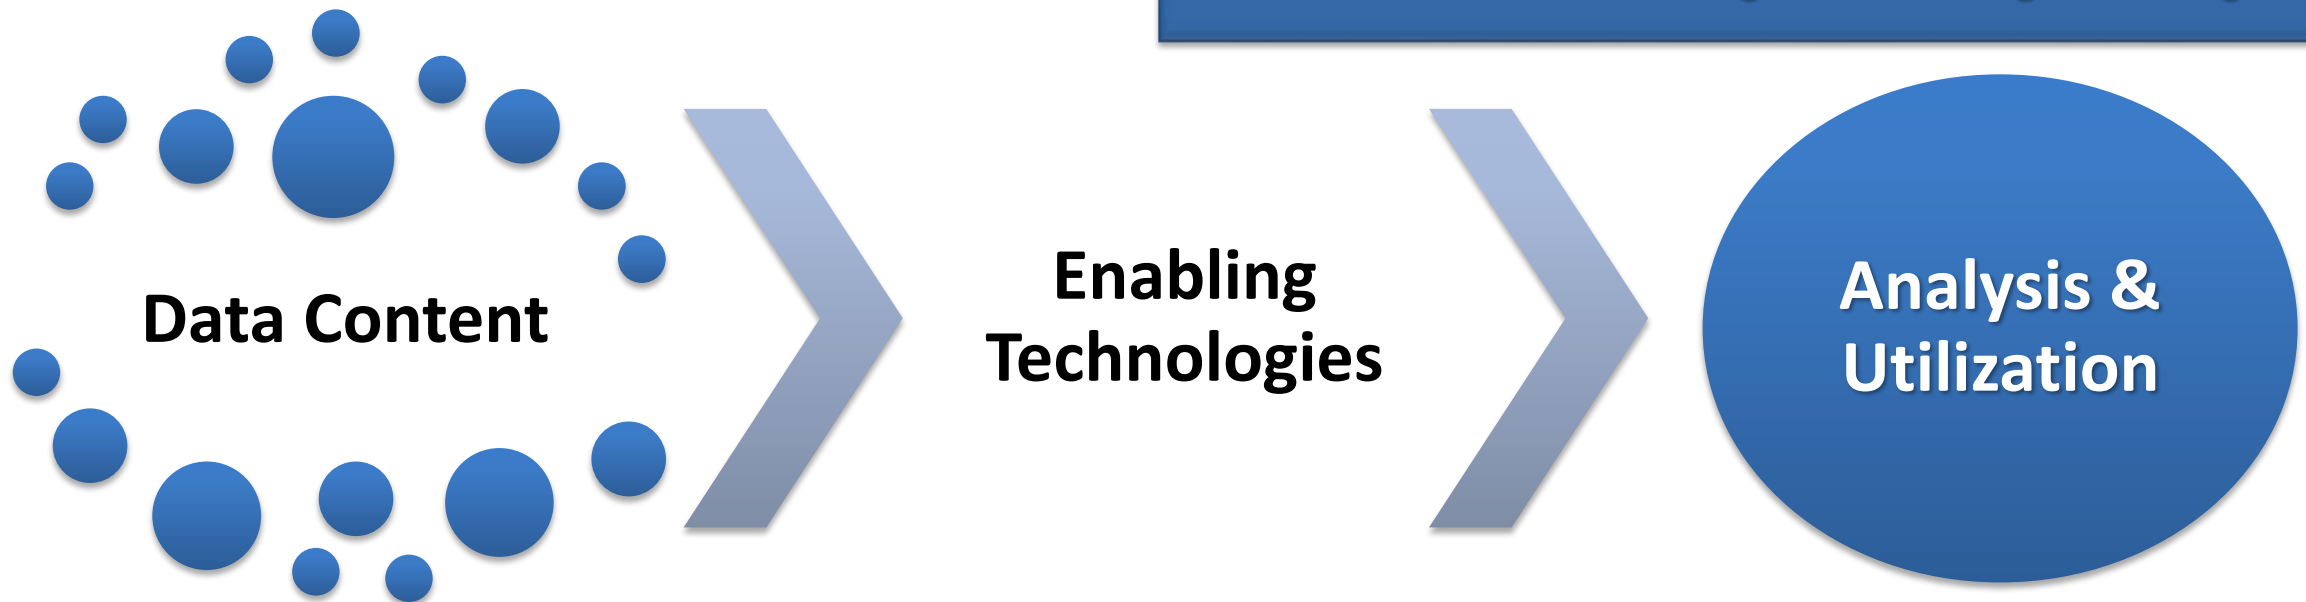 Data Content
Enabling
Technologies
Analysis &
Utilization